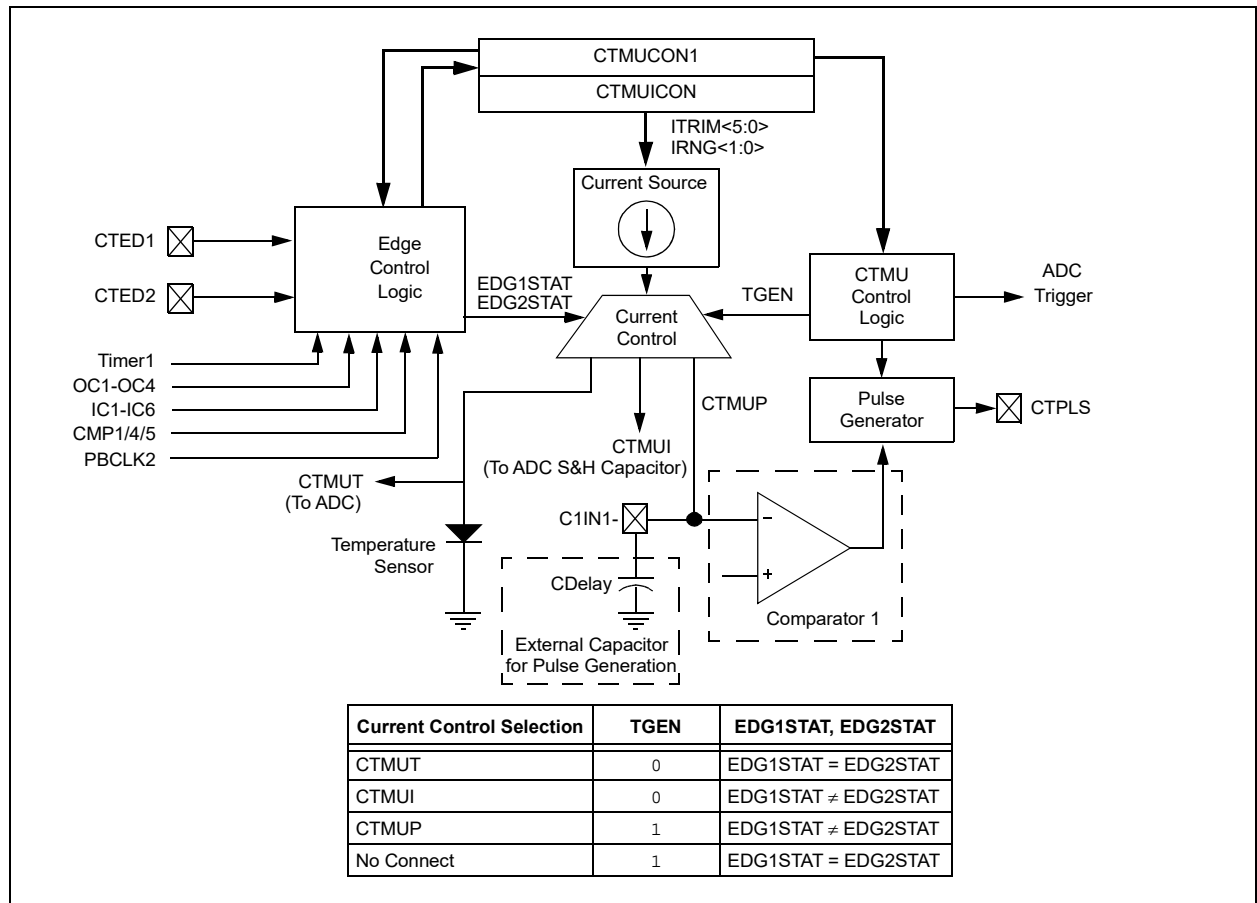 CTMUCON1
CTMUICON
ITRIM<5:0>
IRNG<1:0>
Current Source
CTED1
CTED2
Edge
Control
Logic
EDG1STAT
EDG2STAT
Current
Control
TGEN
CTMU
Control
Logic
ADC
Trigger
Timer1
OC1-OC4
IC1-IC6
CMP1/4/5
PBCLK2
CTMUP
Pulse
Generator
CTPLS
CTMUT
(To ADC)
CTMUI
(To ADC S&H Capacitor)
C1IN1-
Temperature
Sensor
CDelay
External Capacitor
for Pulse Generation
−
+
Comparator 1
Current Control Selection TGEN EDG1STAT, EDG2STAT
CTMUT 0 EDG1STAT = EDG2STAT
CTMUI 0 EDG1STAT ≠ EDG2STAT
CTMUP 1 EDG1STAT ≠ EDG2STAT
No Connect 1 EDG1STAT = EDG2STAT